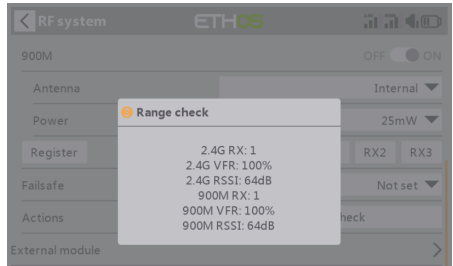 RF system
ETHOS
900M
OFF ON
Antenna
Internal
Power
25mW
Range check
2.4G RX: 1
2.4G VFR: 100%
2.4G RSSI: 64dB
900M RX: 1
900M VFR: 100%
900M RSSI: 64dB
Register
RX2 RX3
Failsafe
Not set
Actions
heck
External module